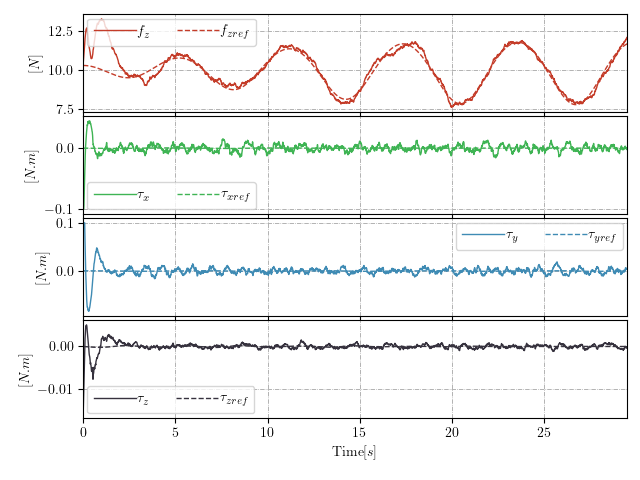 12.5
10.0
7.5
[N]
f_z f_zref
0.0
−0.1
[N.m]
τ_x τ_xref
0.1
0.0
[N.m]
τ_y τ_yref
0.00
−0.01
[N.m]
τ_z τ_zref
0 5 10 15 20 25
Time[s]